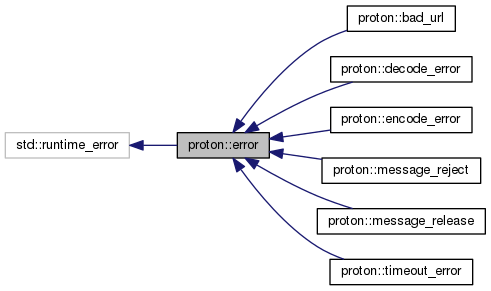 proton::bad_url
proton::decode_error
proton::encode_error
std::runtime_error
proton::error
proton::message_reject
proton::message_release
proton::timeout_error